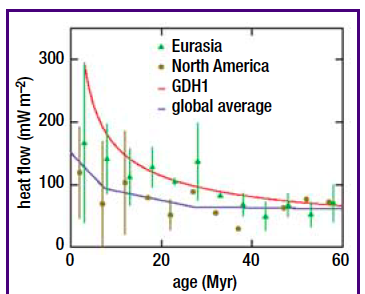 Eurasia
North America
GDH1
global average
heat flow (mW m–2)
300
200
100
0
0
20
40
60
age (Myr)